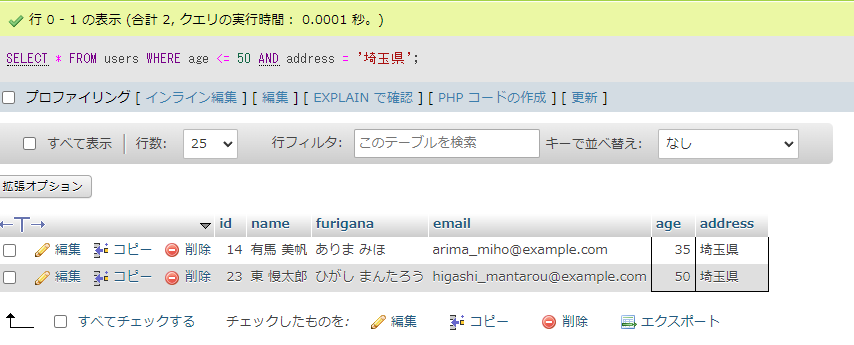 行 0 - 1 の表示 (合計 2, クエリの実行時間： 0.0001 秒。)
SELECT * FROM users WHERE age <= 50 AND address = '埼玉県';
プロファイリング [ インライン編集 ] [ 編集 ] [ EXPLAIN で確認 ] [ PHP コードの作成 ] [ 更新 ]
すべて表示 行数: 25 行フィルタ: このテーブルを検索 キーで並べ替え: なし
拡張オプション
id name furigana email age address
編集 コピー 削除 14 有馬 美帆 ありま みほ arima_miho@example.com 35 埼玉県
編集 コピー 削除 23 東 慢太郎 ひがし まんたろう higashi_mantarou@example.com 50 埼玉県
すべてチェックする チェックしたものを: 編集 コピー 削除 エクスポート